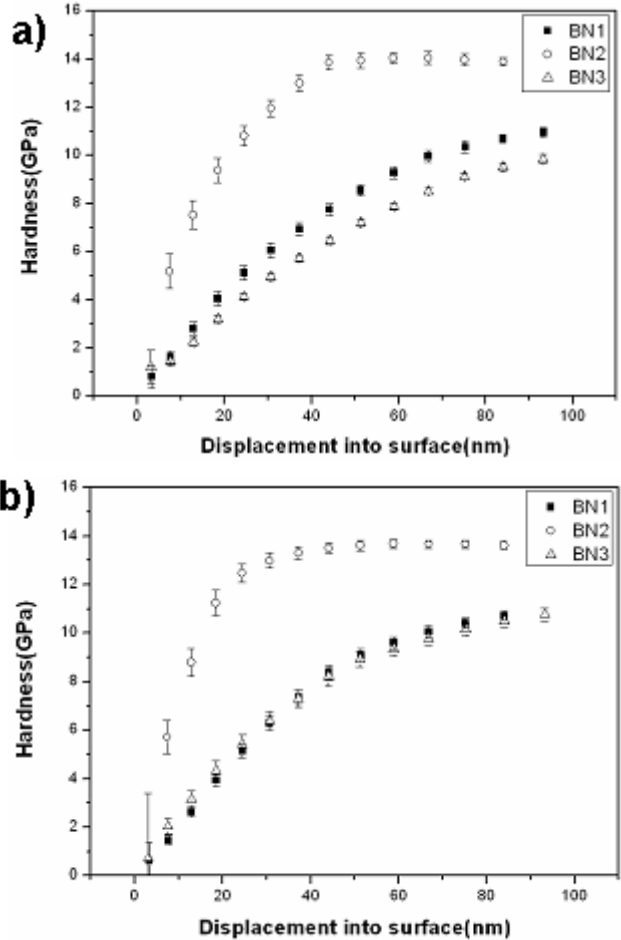 a)
16
14
12
10
8
6
4
2
0
Hardness(GPa)
BN1
BN2
BN3
0 20 40 60 80 100
Displacement into surface(nm)
b)
16
14
12
10
8
6
4
2
0
Hardness(GPa)
BN1
BN2
BN3
0 20 40 60 80 100
Displacement into surface(nm)